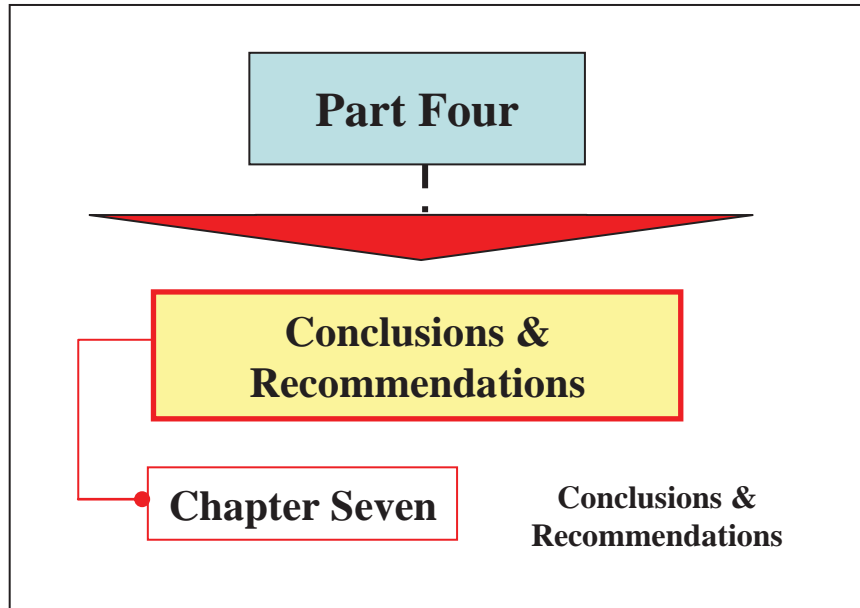 Part Four
Conclusions &
Recommendations
Chapter Seven
Conclusions &
Recommendations